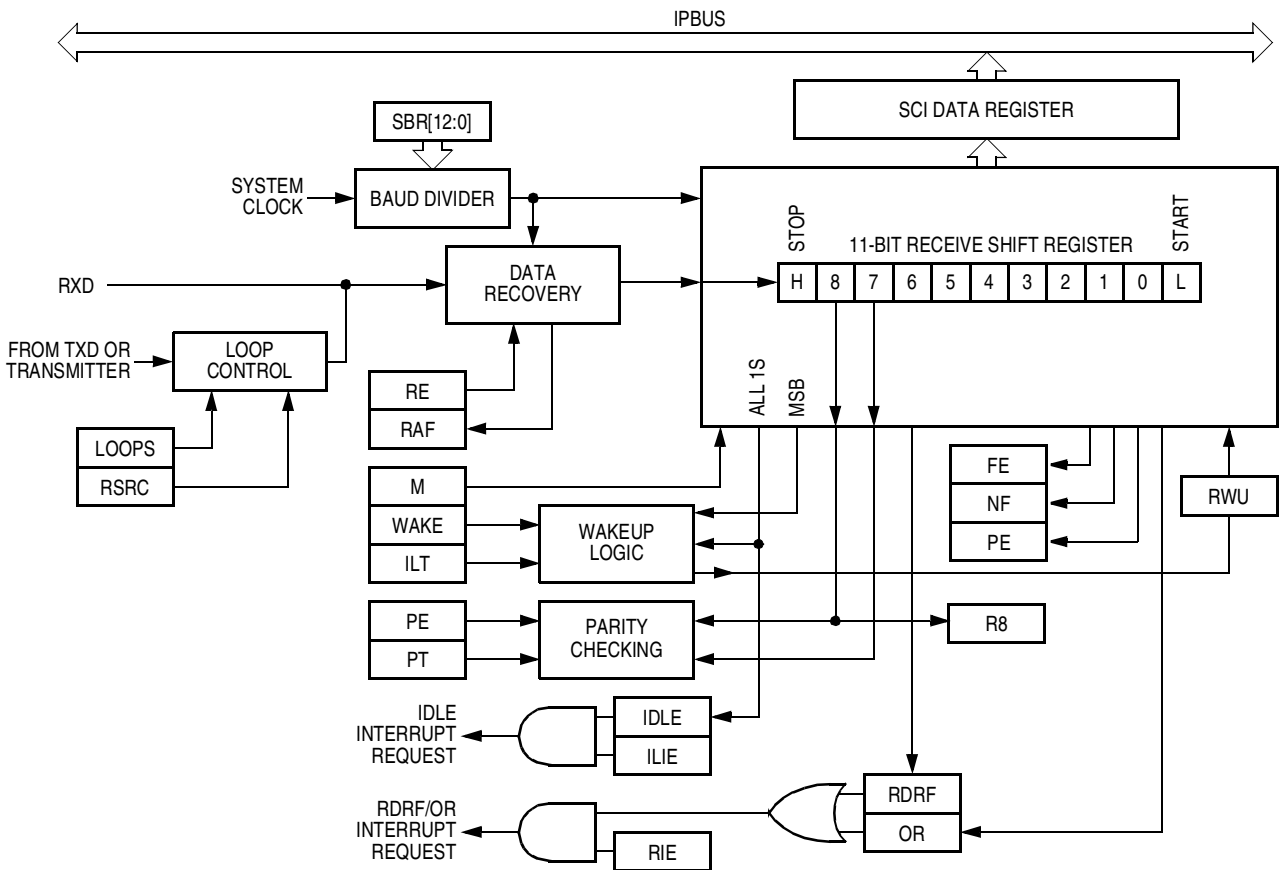 IPBUS
SCI DATA REGISTER
SBR[12:0]
SYSTEM
CLOCK
BAUD DIVIDER
STOP
11-BIT RECEIVE SHIFT REGISTER
START
H 8 7 6 5 4 3 2 1 0 L
RXD
DATA
RECOVERY
FROM TXD OR
TRANSMITTER
LOOP
CONTROL
ALL 1S
MSB
RE
RAF
LOOPS
RSRC
M
WAKE
ILT
WAKEUP
LOGIC
FE
NF
PE
RWU
PE
PT
PARITY
CHECKING
R8
IDLE
INTERRUPT
REQUEST
IDLE
ILIE
RDRF/OR
INTERRUPT
REQUEST
RIE
RDRF
OR